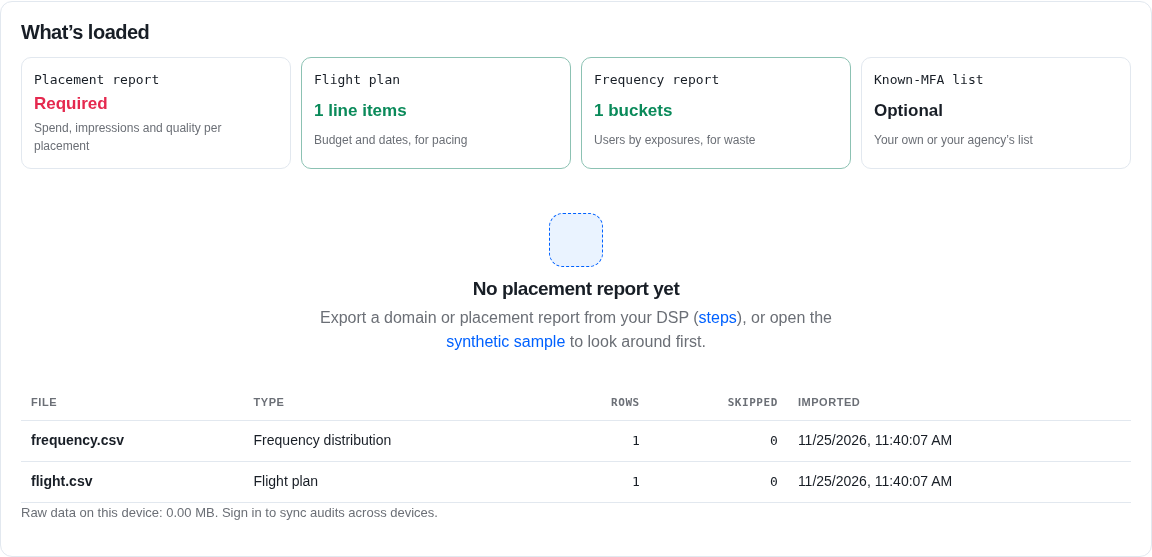 What’s loaded
Placement report
Required
Spend, impressions and quality per
placement
Flight plan
1 line items
Budget and dates, for pacing
Frequency report
1 buckets
Users by exposures, for waste
Known-MFA list
Optional
Your own or your agency’s list
No placement report yet
Export a domain or placement report from your DSP (steps), or open the
synthetic sample to look around first.
FILE TYPE ROWS SKIPPED IMPORTED
frequency.csv Frequency distribution 1 0 11/25/2026, 11:40:07 AM
flight.csv Flight plan 1 0 11/25/2026, 11:40:07 AM
Raw data on this device: 0.00 MB. Sign in to sync audits across devices.